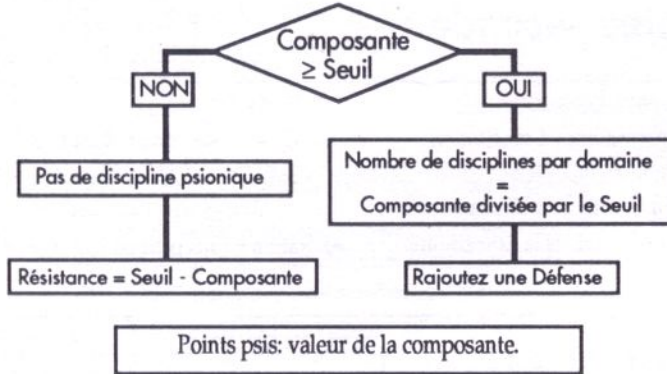 Composante
≥ Seuil
NON
OUI
Pas de discipline psionique
Nombre de disciplines par domaine
=
Composante divisée par le Seuil
Résistance = Seuil - Composante
Rajoutez une Défense
Points psis: valeur de la composante.